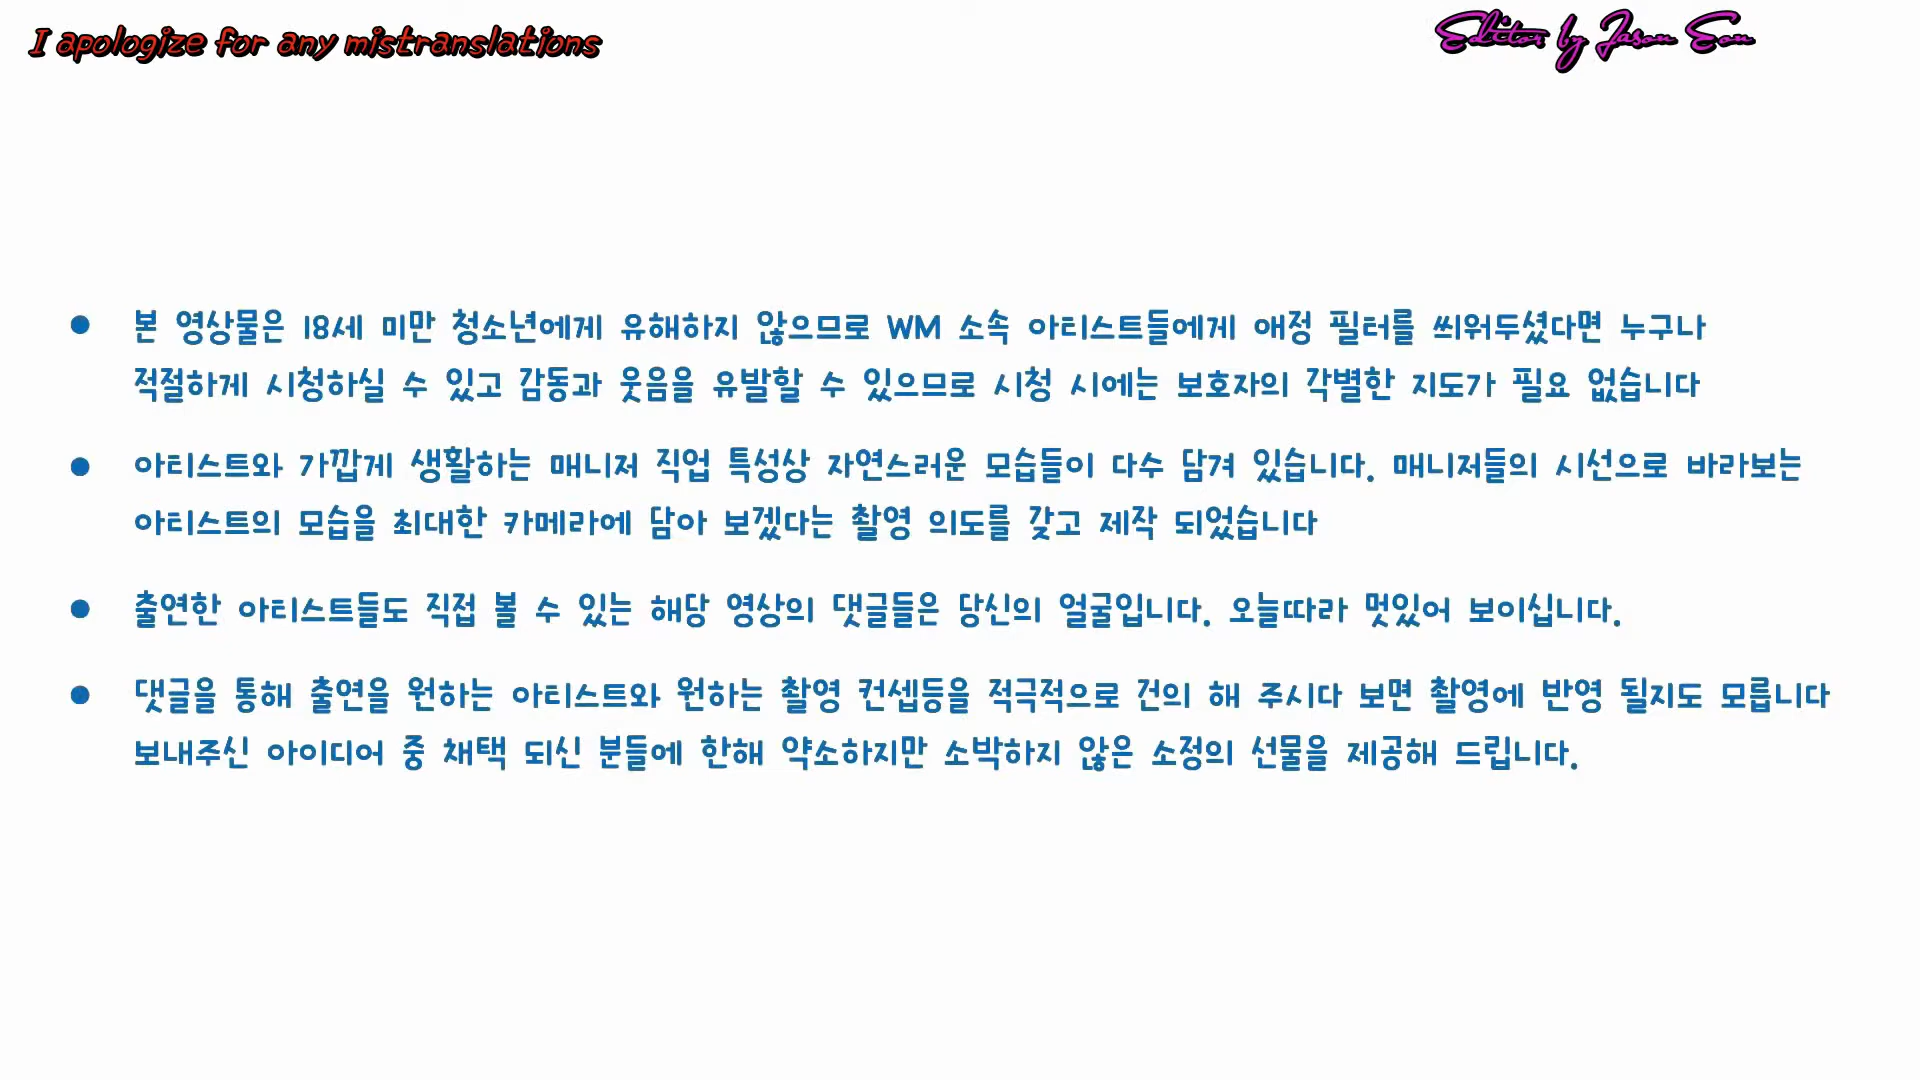 I apologize for any mistranslations
Editor by Jason Eou
● 본 영상물은 18세 미만 청소년에게 유해하지 않으므로 WM 소속 아티스트들에게 애정 필터를 씌워두셨다면 누구나
적절하게 시청하실 수 있고 감동과 웃음을 유발할 수 있으므로 시청 시에는 보호자의 각별한 지도가 필요 없습니다
● 아티스트와 가깝게 생활하는 매니저 직업 특성상 자연스러운 모습들이 다수 담겨 있습니다. 매니저들의 시선으로 바라보는
아티스트의 모습을 최대한 카메라에 담아 보겠다는 촬영 의도를 갖고 제작 되었습니다
● 출연한 아티스트들도 직접 볼 수 있는 해당 영상의 댓글들은 당신의 얼굴입니다. 오늘따라 멋있어 보이십니다.
● 댓글을 통해 출연을 원하는 아티스트와 원하는 촬영 컨셉등을 적극적으로 건의 해 주시다 보면 촬영에 반영 될지도 모릅니다
보내주신 아이디어 중 채택 되신 분들에 한해 약소하지만 소박하지 않은 소정의 선물을 제공해 드립니다.